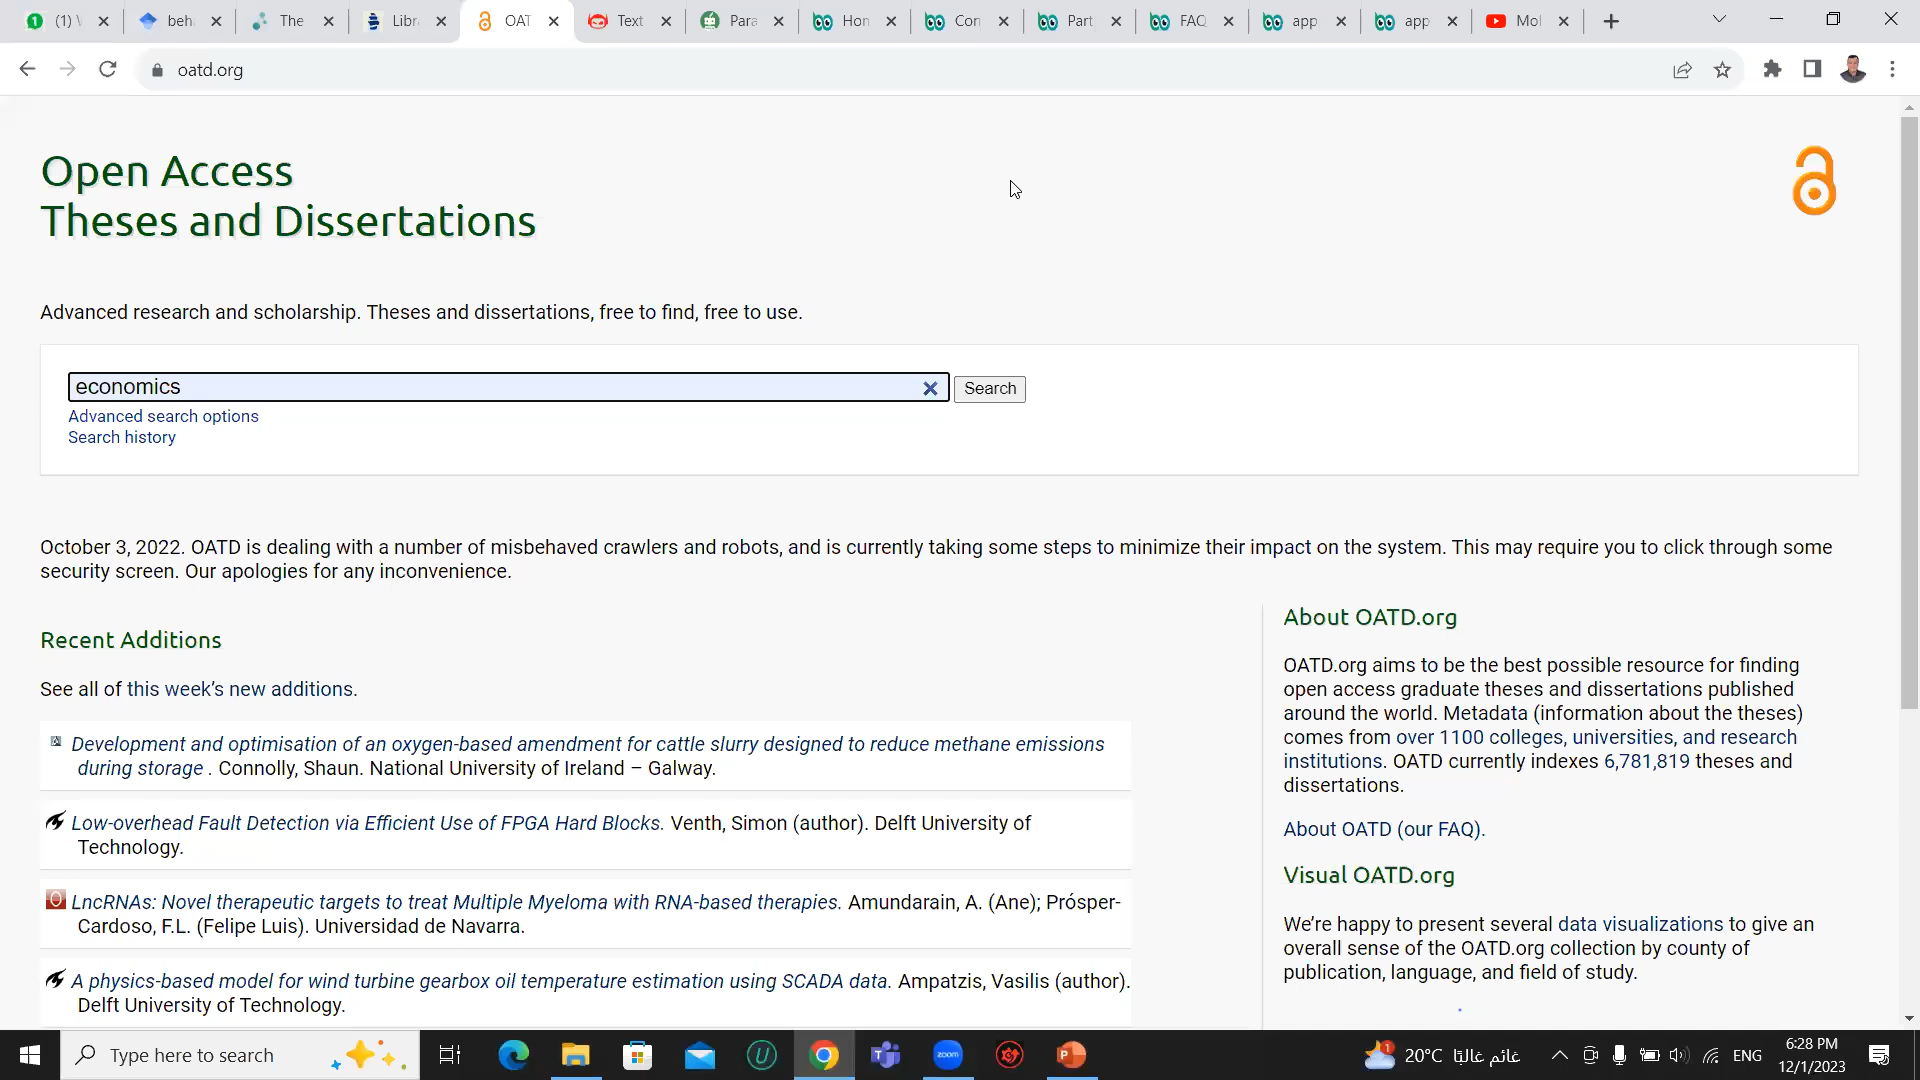 (1)
beh
The
Libr
OAT
Text
Para
Hon
Con
Part
FAQ
app
app
Mol
oatd.org
Open Access
Theses and Dissertations
Advanced research and scholarship. Theses and dissertations, free to find, free to use.
economics
Search
Advanced search options
Search history
October 3, 2022. OATD is dealing with a number of misbehaved crawlers and robots, and is currently taking some steps to minimize their impact on the system. This may require you to click through some
security screen. Our apologies for any inconvenience.
Recent Additions
See all of this week's new additions.
Development and optimisation of an oxygen-based amendment for cattle slurry designed to reduce methane emissions
during storage . Connolly, Shaun. National University of Ireland – Galway.
Low-overhead Fault Detection via Efficient Use of FPGA Hard Blocks. Venth, Simon (author). Delft University of
Technology.
LncRNAs: Novel therapeutic targets to treat Multiple Myeloma with RNA-based therapies. Amundarain, A. (Ane); Prósper-
Cardoso, F.L. (Felipe Luis). Universidad de Navarra.
A physics-based model for wind turbine gearbox oil temperature estimation using SCADA data. Ampatzis, Vasilis (author).
Delft University of Technology.
About OATD.org
OATD.org aims to be the best possible resource for finding
open access graduate theses and dissertations published
around the world. Metadata (information about the theses)
comes from over 1100 colleges, universities, and research
institutions. OATD currently indexes 6,781,819 theses and
dissertations.
About OATD (our FAQ).
Visual OATD.org
We're happy to present several data visualizations to give an
overall sense of the OATD.org collection by county of
publication, language, and field of study.
Type here to search
zoom
20°C غائم غالبًا
ENG
6:28 PM
12/1/2023